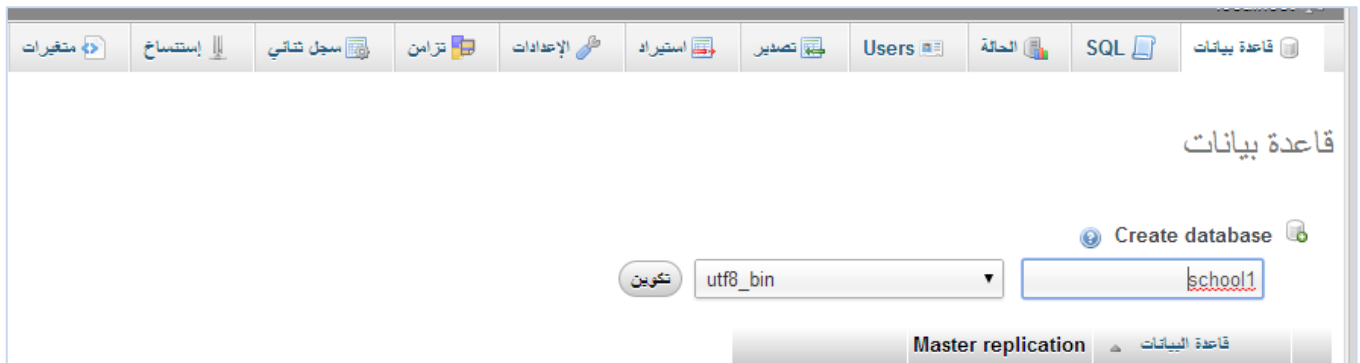 قاعدة بيانات SQL الحالة Users تصدير استيراد الإعدادات تزامن سجل ثنائي إستنساخ متغيرات
قاعدة بيانات
Create database
school1 utf8_bin تكوين
قاعدة البيانات Master replication